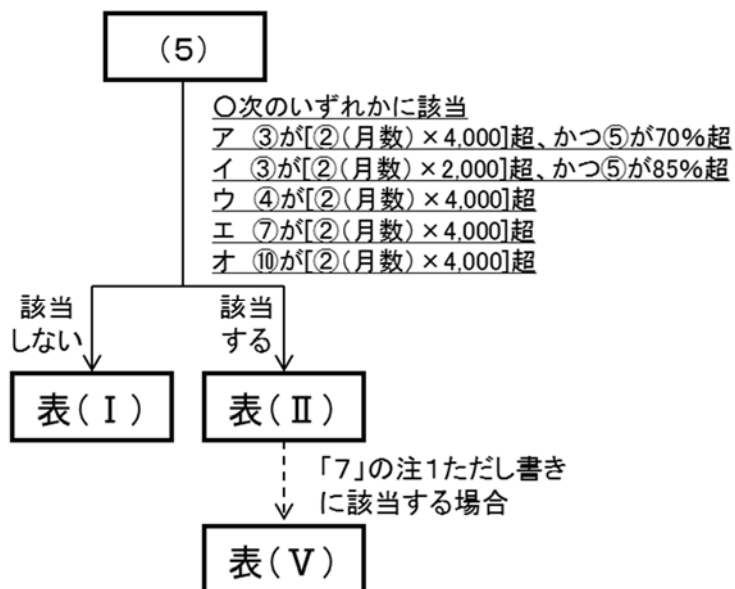 （５）
○次のいずれかに該当
ア ③が[②(月数)×4,000]超、かつ⑤が70%超
イ ③が[②(月数)×2,000]超、かつ⑤が85%超
ウ ④が[②(月数)×4,000]超
エ ⑦が[②(月数)×4,000]超
オ ⑩が[②(月数)×4,000]超
該当
しない
該当
する
表(Ⅰ)
表(Ⅱ)
「７」の注１ただし書き
に該当する場合
表(Ⅴ)